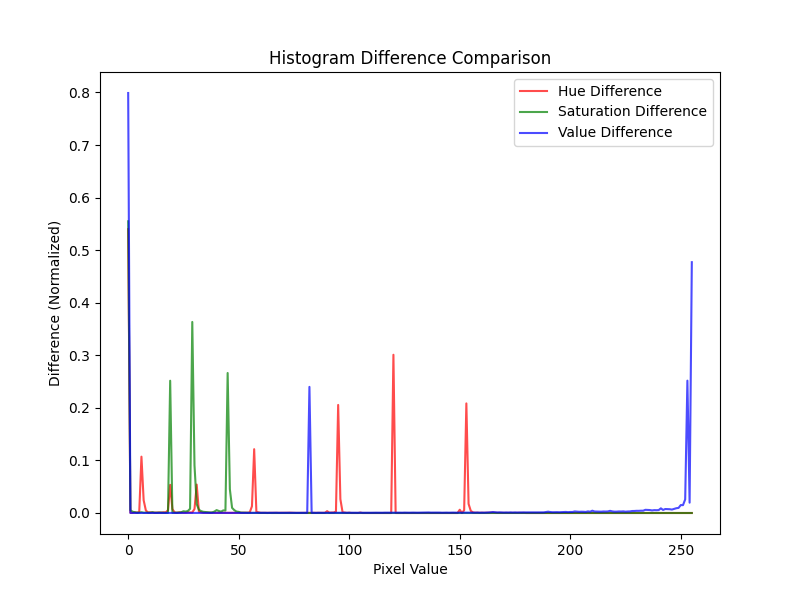 Histogram Difference Comparison
Hue Difference
Saturation Difference
Value Difference
Difference (Normalized)
0.8
0.7
0.6
0.5
0.4
0.3
0.2
0.1
0.0
0 50 100 150 200 250
Pixel Value